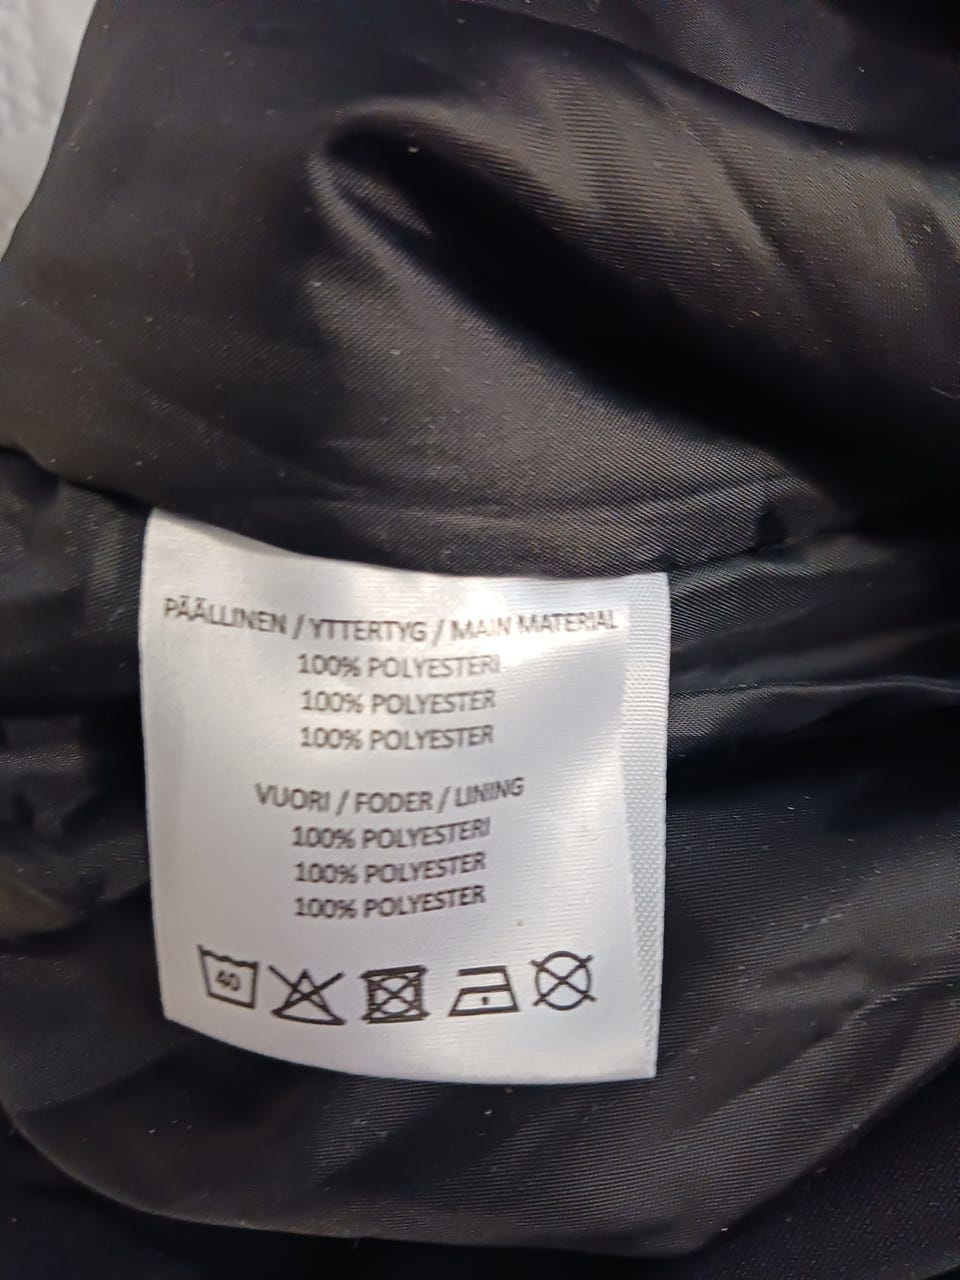 PÄÄLLINEN / YTTERTYG / MAIN MATERIAL
100% POLYESTERI
100% POLYESTER
100% POLYESTER
VUORI / FODER / LINING
100% POLYESTERI
100% POLYESTER
100% POLYESTER
40